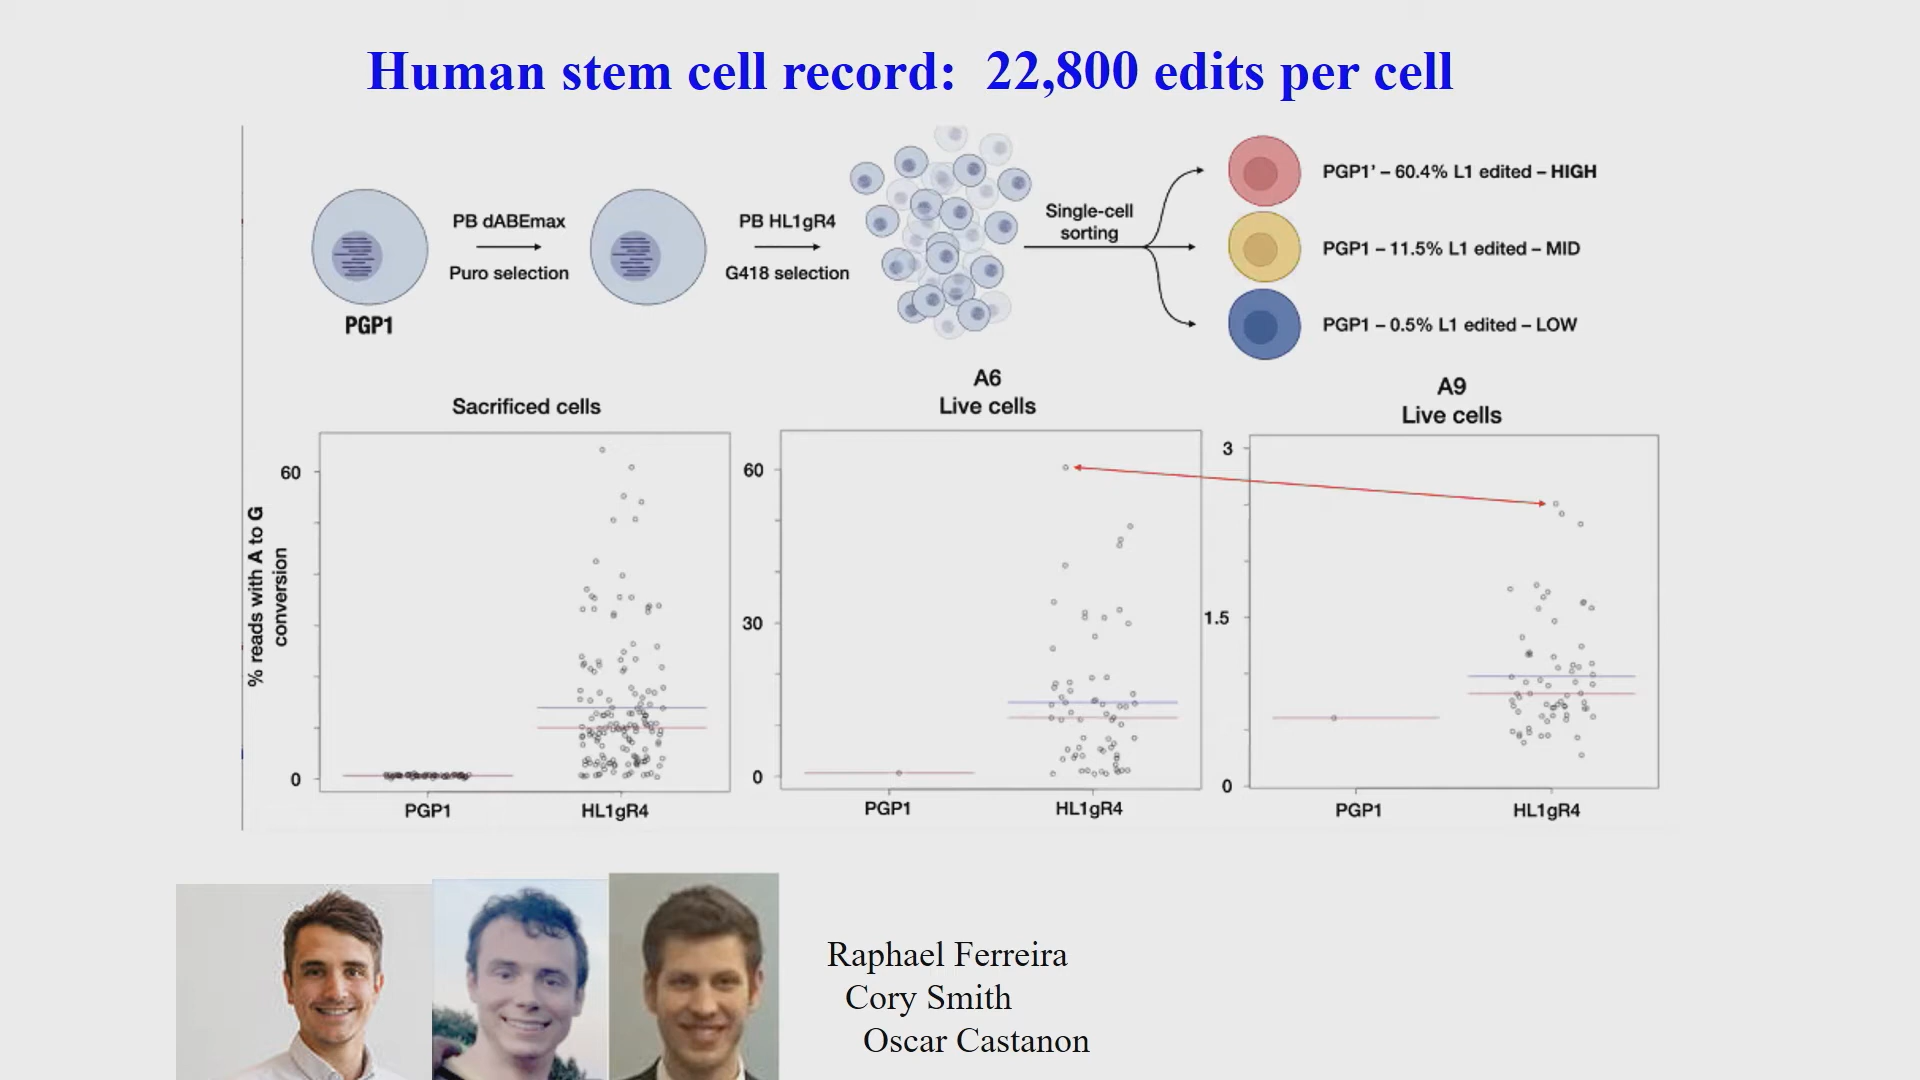 Human stem cell record: 22,800 edits per cell
PGP1
PB dABEmax
Puro selection
PB HL1gR4
G418 selection
Single-cell
sorting
PGP1’ – 60.4% L1 edited – HIGH
PGP1 – 11.5% L1 edited – MID
PGP1 – 0.5% L1 edited – LOW
% reads with A to G
conversion
Sacrificed cells
60
0
PGP1
HL1gR4
A6
Live cells
60
30
0
PGP1
HL1gR4
A9
Live cells
3
1.5
0
PGP1
HL1gR4
Raphael Ferreira
Cory Smith
Oscar Castanon